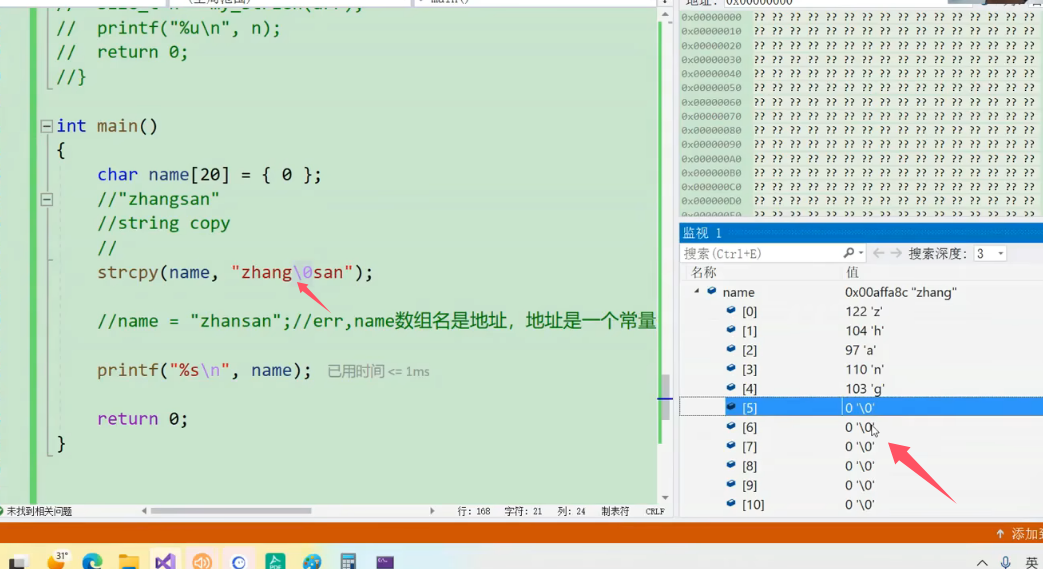 地址: 0x00000000
//  printf("%u\n", n);
//  return 0;
//}
int main()
{
char name[20] = { 0 };
//"zhangsan"
//string copy
//
strcpy(name, "zhang\0san");
//name = "zhansan";//err,name数组名是地址，地址是一个常量
printf("%s\n", name);  已用时间 <= 1ms
return 0;
}
未找到相关问题
行: 168  字符: 21  列: 24  制表符  CRLF
0x00000000 ?? ?? ?? ?? ?? ?? ?? ?? ?? ?? ?? ?? ?? ?? ?? ??
0x00000010 ?? ?? ?? ?? ?? ?? ?? ?? ?? ?? ?? ?? ?? ?? ?? ??
0x00000020 ?? ?? ?? ?? ?? ?? ?? ?? ?? ?? ?? ?? ?? ?? ?? ??
0x00000030 ?? ?? ?? ?? ?? ?? ?? ?? ?? ?? ?? ?? ?? ?? ?? ??
0x00000040 ?? ?? ?? ?? ?? ?? ?? ?? ?? ?? ?? ?? ?? ?? ?? ??
0x00000050 ?? ?? ?? ?? ?? ?? ?? ?? ?? ?? ?? ?? ?? ?? ?? ??
0x00000060 ?? ?? ?? ?? ?? ?? ?? ?? ?? ?? ?? ?? ?? ?? ?? ??
0x00000070 ?? ?? ?? ?? ?? ?? ?? ?? ?? ?? ?? ?? ?? ?? ?? ??
0x00000080 ?? ?? ?? ?? ?? ?? ?? ?? ?? ?? ?? ?? ?? ?? ?? ??
0x00000090 ?? ?? ?? ?? ?? ?? ?? ?? ?? ?? ?? ?? ?? ?? ?? ??
0x000000A0 ?? ?? ?? ?? ?? ?? ?? ?? ?? ?? ?? ?? ?? ?? ?? ??
0x000000B0 ?? ?? ?? ?? ?? ?? ?? ?? ?? ?? ?? ?? ?? ?? ?? ??
0x000000C0 ?? ?? ?? ?? ?? ?? ?? ?? ?? ?? ?? ?? ?? ?? ?? ??
0x000000D0 ?? ?? ?? ?? ?? ?? ?? ?? ?? ?? ?? ?? ?? ?? ?? ??
监视 1
搜索(Ctrl+E)  搜索深度: 3
名称  值
name  0x00affa8c "zhang"
[0]  122 'z'
[1]  104 'h'
[2]  97 'a'
[3]  110 'n'
[4]  103 'g'
[5]  0 '\0'
[6]  0 '\0'
[7]  0 '\0'
[8]  0 '\0'
[9]  0 '\0'
[10]  0 '\0'
31°
英